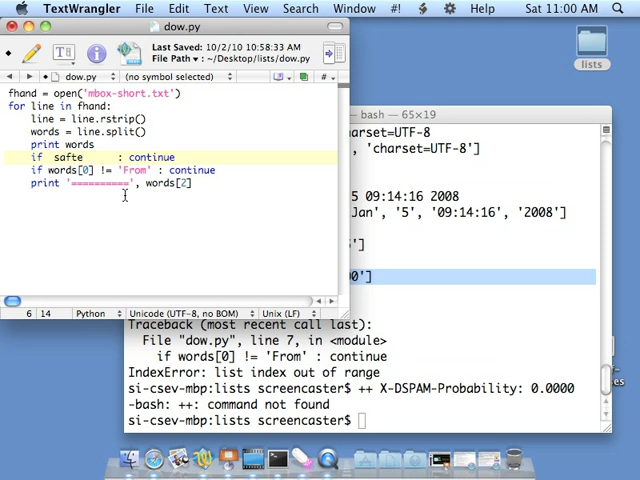 TextWrangler File Edit Text Search Window #! Help Sat 11:00 AM
dow.py
Last Saved: 10/2/10 10:58:33 AM
File Path ▾: ~/Desktop/lists/dow.py
dow.py (no symbol selected) #
fhand = open('mbox-short.txt')
for line in fhand:
line = line.rstrip()
words = line.split()
print words
if safte : continue
if words[0] != 'From' : continue
print '==========', words[2]
6 14 Python Unicode (UTF-8, no BOM) Unix (LF)
lists
— bash — 65×19
charset=UTF-8
, 'charset=UTF-8']
5 09:14:16 2008
Jan', '5', '09:14:16', '2008']
']
00']
Traceback (most recent call last):
File "dow.py", line 7, in <module>
if words[0] != 'From' : continue
IndexError: list index out of range
si-csev-mbp:lists screencaster$ ++ X-DSPAM-Probability: 0.0000
-bash: ++: command not found
si-csev-mbp:lists screencaster$